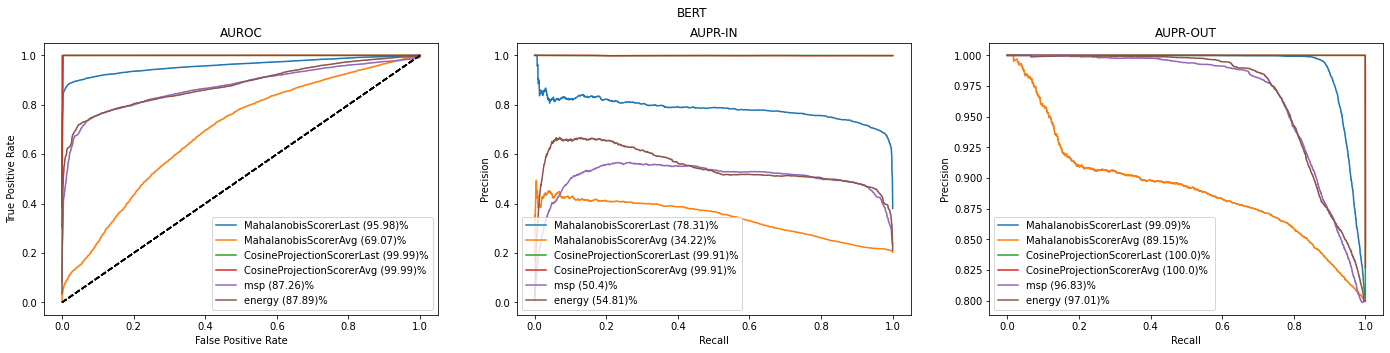 BERT
AUROC
True Positive Rate
1.0
0.8
0.6
0.4
0.2
0.0
0.0 0.2 0.4 0.6 0.8 1.0
False Positive Rate
MahalanobisScorerLast (95.98)%
MahalanobisScorerAvg (69.07)%
CosineProjectionScorerLast (99.99)%
CosineProjectionScorerAvg (99.99)%
msp (87.26)%
energy (87.89)%
AUPR-IN
Precision
1.0
0.8
0.6
0.4
0.2
0.0
0.0 0.2 0.4 0.6 0.8 1.0
Recall
MahalanobisScorerLast (78.31)%
MahalanobisScorerAvg (34.22)%
CosineProjectionScorerLast (99.91)%
CosineProjectionScorerAvg (99.91)%
msp (50.4)%
energy (54.81)%
AUPR-OUT
Precision
1.000
0.975
0.950
0.925
0.900
0.875
0.850
0.825
0.800
0.0 0.2 0.4 0.6 0.8 1.0
Recall
MahalanobisScorerLast (99.09)%
MahalanobisScorerAvg (89.15)%
CosineProjectionScorerLast (100.0)%
CosineProjectionScorerAvg (100.0)%
msp (96.83)%
energy (97.01)%